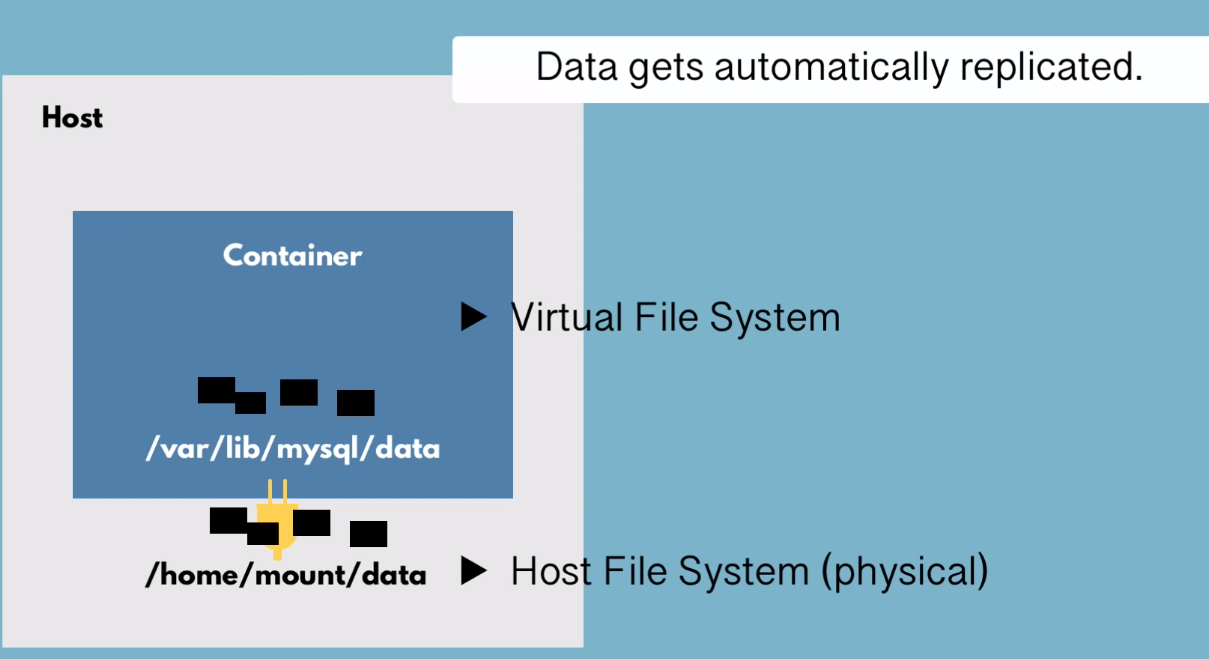 Data gets automatically replicated.
Host
Container
Virtual File System
/var/lib/mysql/data
/home/mount/data
Host File System (physical)